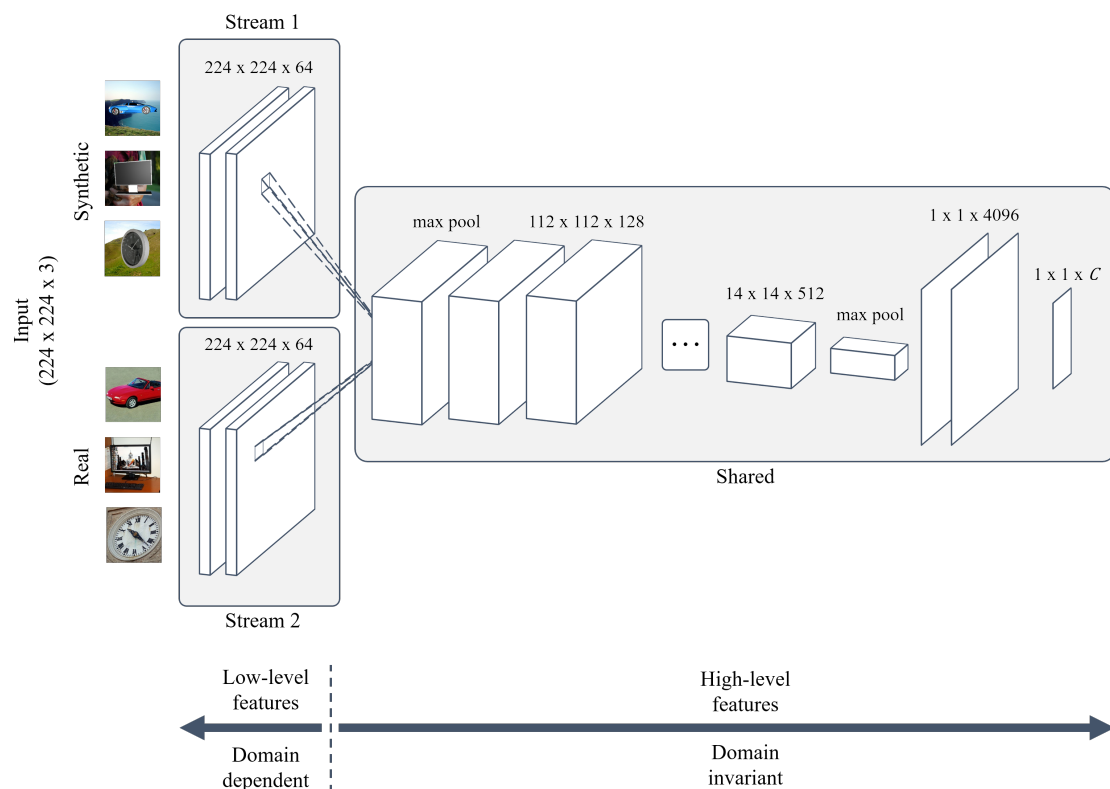 Stream 1
224 x 224 x 64
Synthetic
Input
(224 x 224 x 3)
Real
224 x 224 x 64
Stream 2
max pool
112 x 112 x 128
...
14 x 14 x 512
max pool
1 x 1 x 4096
1 x 1 x C
Shared
Low-level
features
High-level
features
Domain
dependent
Domain
invariant